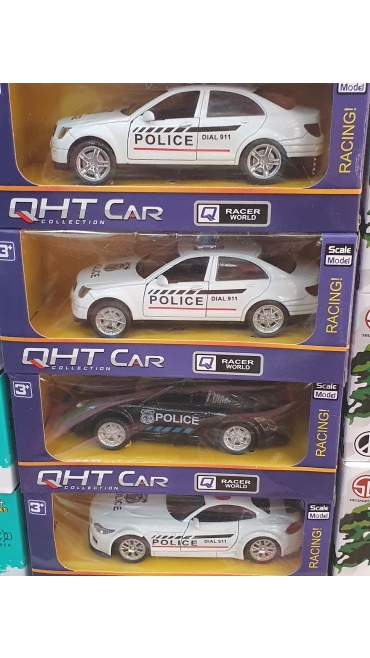 Scale
Model
POLICE
DIAL 911
RACING!
QHT CAR
COLLECTION
Q
RACER
WORLD
3+
Scale
Model
POLICE
DIAL 911
RACING!
QHT CAR
COLLECTION
Q
RACER
WORLD
3+
Scale
Model
POLICE
RACING!
QHT CAR
COLLECTION
Q
RACER
WORLD
3+
Scale
Model
POLICE
DIAL 911
RACING!